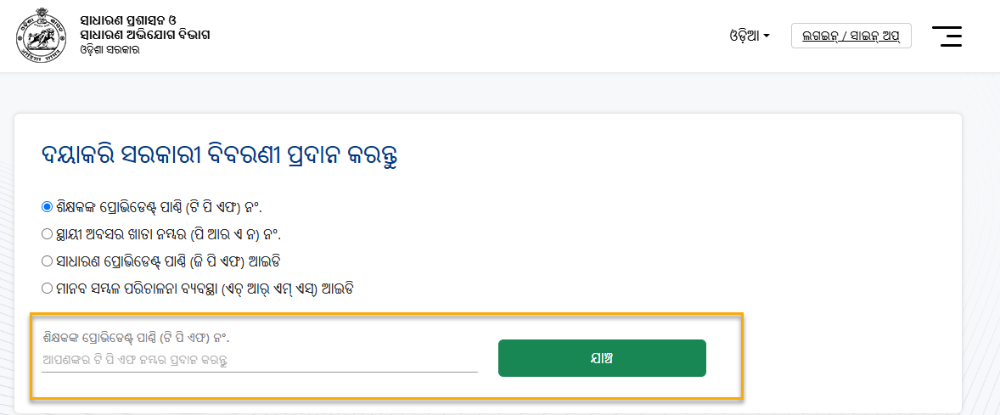 ସାଧାରଣ ପ୍ରଶାସନ ଓ
ସାଧାରଣ ଅଭିଯୋଗ ବିଭାଗ
ଓଡ଼ିଶା ସରକାର
ଓଡ଼ିଆ
ଲଗଇନ୍ / ସାଇନ୍ ଅପ୍
ଦୟାକରି ସରକାରୀ ବିବରଣୀ ପ୍ରଦାନ କରନ୍ତୁ
ଶିକ୍ଷକଙ୍କ ପ୍ରୋଭିଡେଣ୍ଟ୍ ପାଣ୍ଠି (ଟି ପି ଏଫ) ନଂ.
ସ୍ଥାୟୀ ଅବସର ଖାତା ନମ୍ବର (ପି ଆର ଏ ନ) ନଂ.
ସାଧାରଣ ପ୍ରୋଭିଡେଣ୍ଟ୍ ପାଣ୍ଠି (ଜି ପି ଏଫ) ଆଇଡି
ମାନବ ସମ୍ବଳ ପରିଚାଳନା ବ୍ୟବସ୍ଥା (ଏଚ୍ ଆର୍ ଏମ୍ ଏସ୍) ଆଇଡି
ଶିକ୍ଷକଙ୍କ ପ୍ରୋଭିଡେଣ୍ଟ୍ ପାଣ୍ଠି (ଟି ପି ଏଫ) ନଂ.
ଆପଣଙ୍କର ଟି ପି ଏଫ ନମ୍ବର ପ୍ରଦାନ କରନ୍ତୁ
ଯାଞ୍ଚ